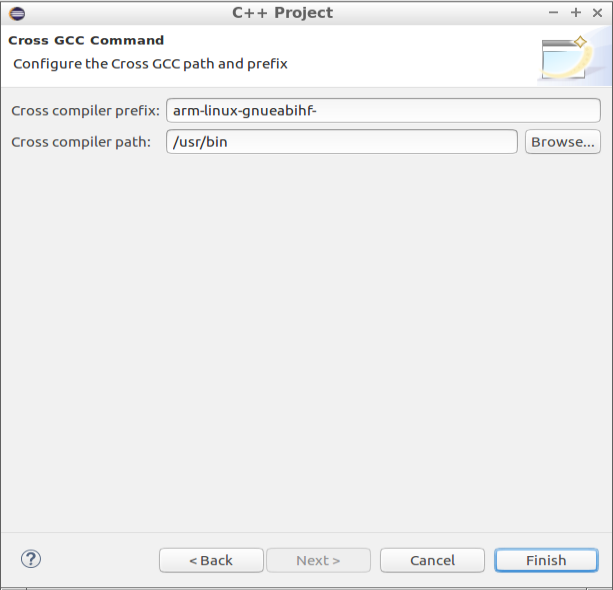 C++ Project
Cross GCC Command
Configure the Cross GCC path and prefix
Cross compiler prefix: arm-linux-gnueabihf-
Cross compiler path: /usr/bin Browse...
? < Back Next > Cancel Finish